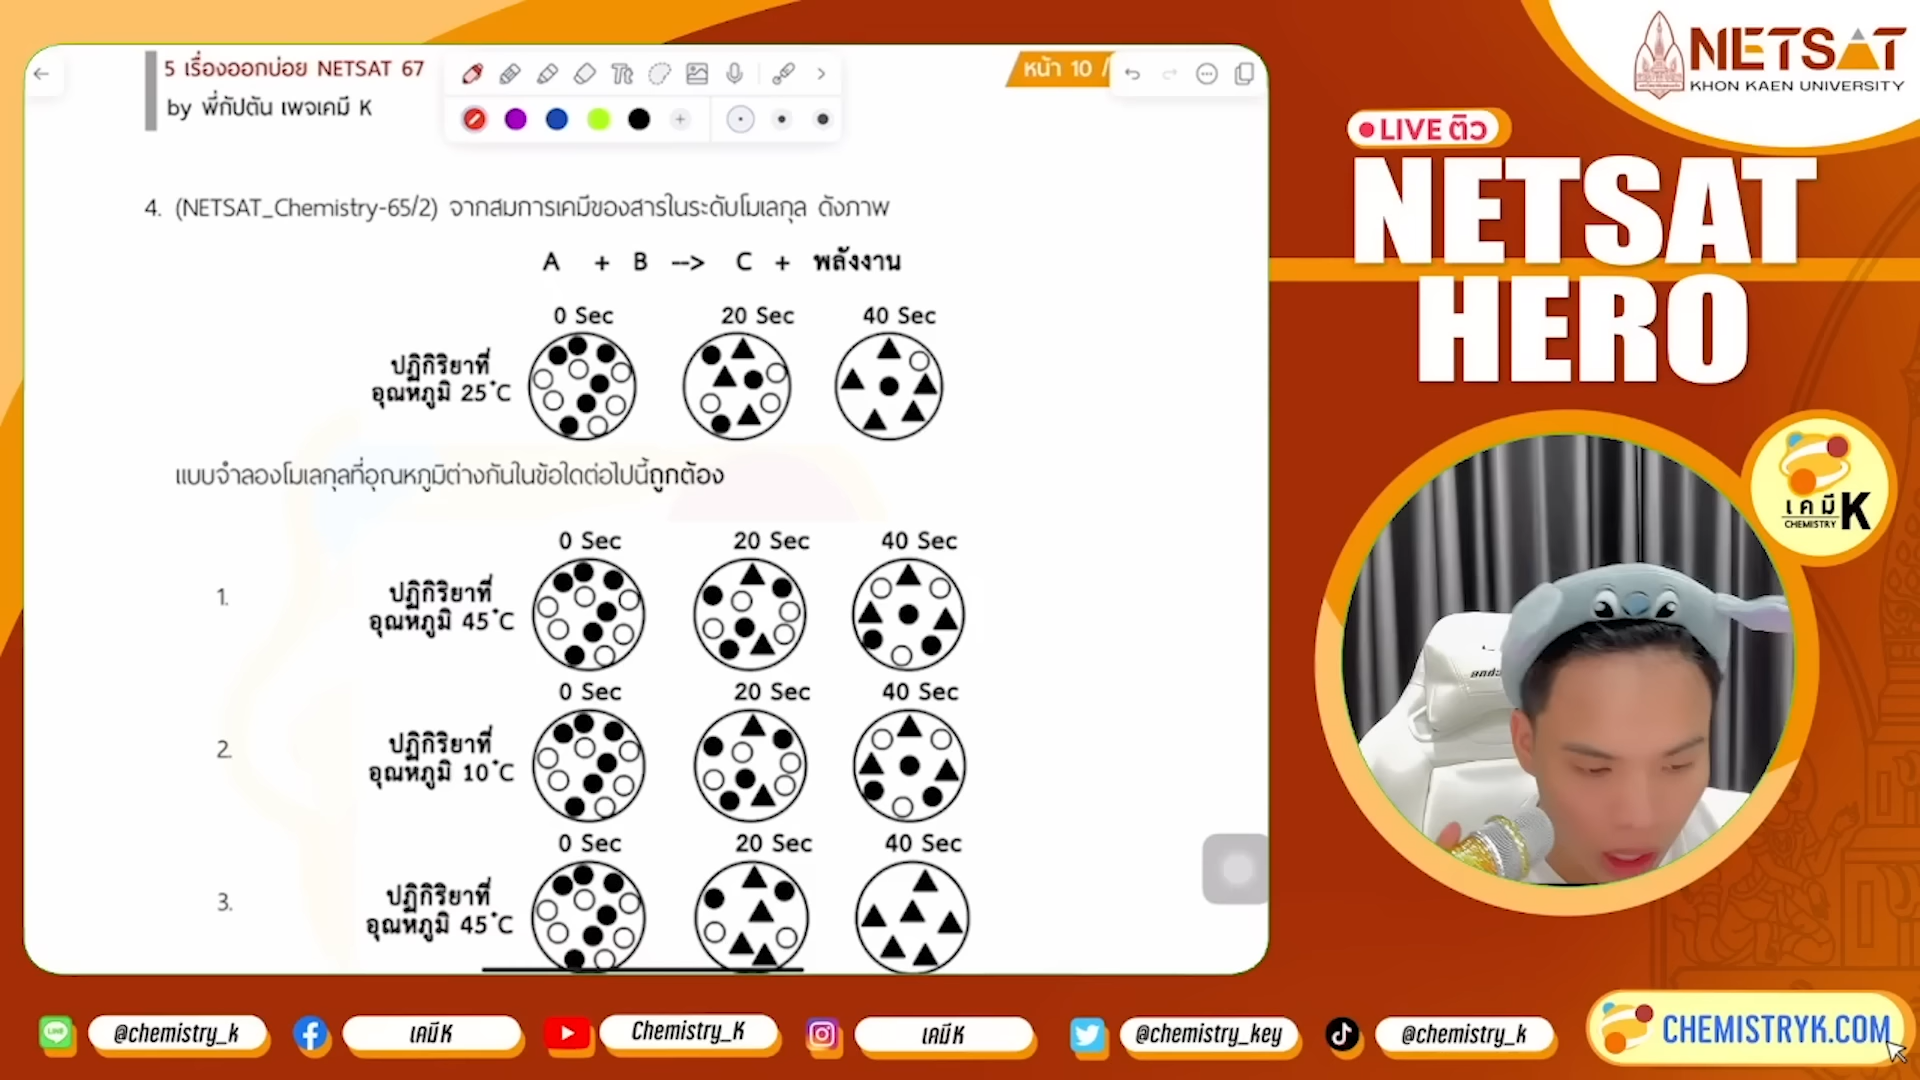 5 เรื่องออกบ่อย NETSAT 67
by พี่กัปตัน เพจเคมี K
หน้า 10 /
4. (NETSAT_Chemistry-65/2) จากสมการเคมีของสารในระดับโมเลกุล ดังภาพ
A + B --> C + พลังงาน
0 Sec 20 Sec 40 Sec
ปฏิกิริยาที่
อุณหภูมิ 25°C
แบบจำลองโมเลกุลที่อุณหภูมิต่างกันในข้อใดต่อไปนี้ถูกต้อง
0 Sec 20 Sec 40 Sec
1. ปฏิกิริยาที่
อุณหภูมิ 45°C
0 Sec 20 Sec 40 Sec
2. ปฏิกิริยาที่
อุณหภูมิ 10°C
0 Sec 20 Sec 40 Sec
3. ปฏิกิริยาที่
อุณหภูมิ 45°C
NETSAT
KHON KAEN UNIVERSITY
LIVE ติว
NETSAT
HERO
เคมี K
CHEMISTRY
LINE
@chemistry_k
เคมี K
Chemistry_K
เคมี K
@chemistry_key
@chemistry_k
CHEMISTRYK.COM